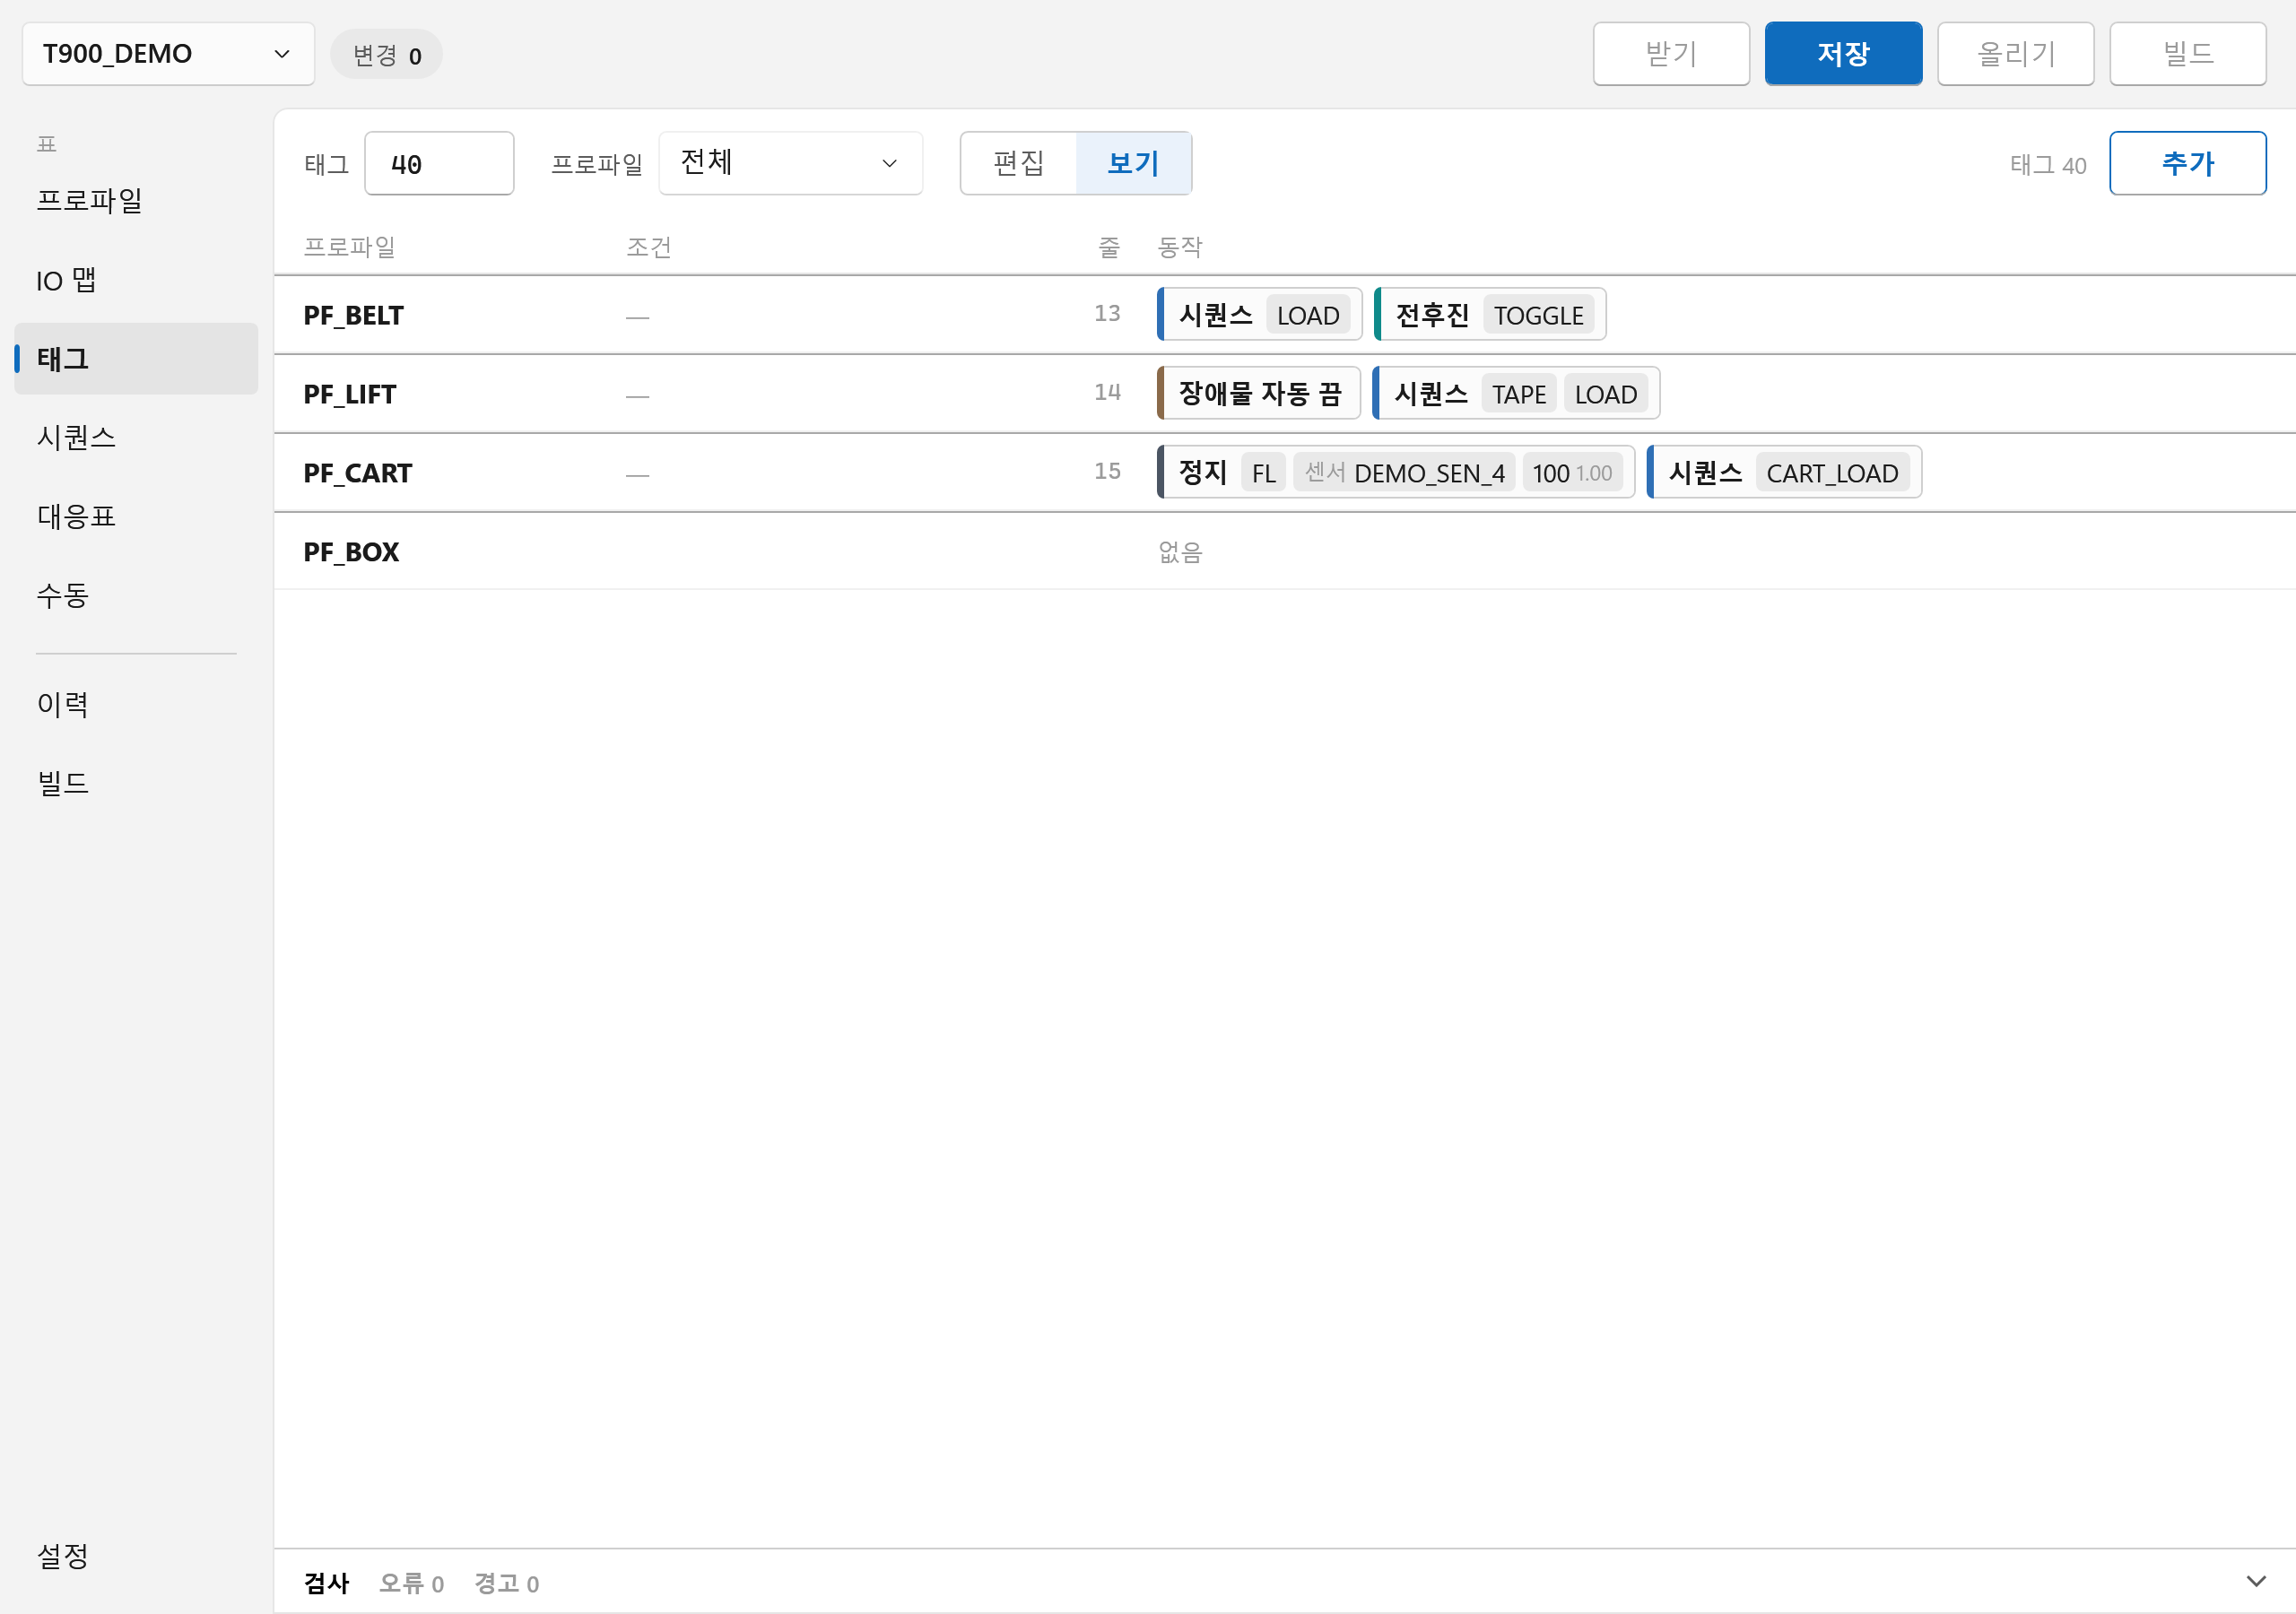 T900_DEMO 변경 0 받기 저장 올리기 빌드
표
프로파일
IO 맵
태그
시퀀스
대응표
수동
이력
빌드
설정
태그 40 프로파일 전체 편집 보기 태그 40 추가
프로파일 조건 줄 동작
PF_BELT — 13 시퀀스 LOAD 전후진 TOGGLE
PF_LIFT — 14 장애물 자동 끔 시퀀스 TAPE LOAD
PF_CART — 15 정지 FL 센서 DEMO_SEN_4 100 1.00 시퀀스 CART_LOAD
PF_BOX 없음
검사 오류 0 경고 0